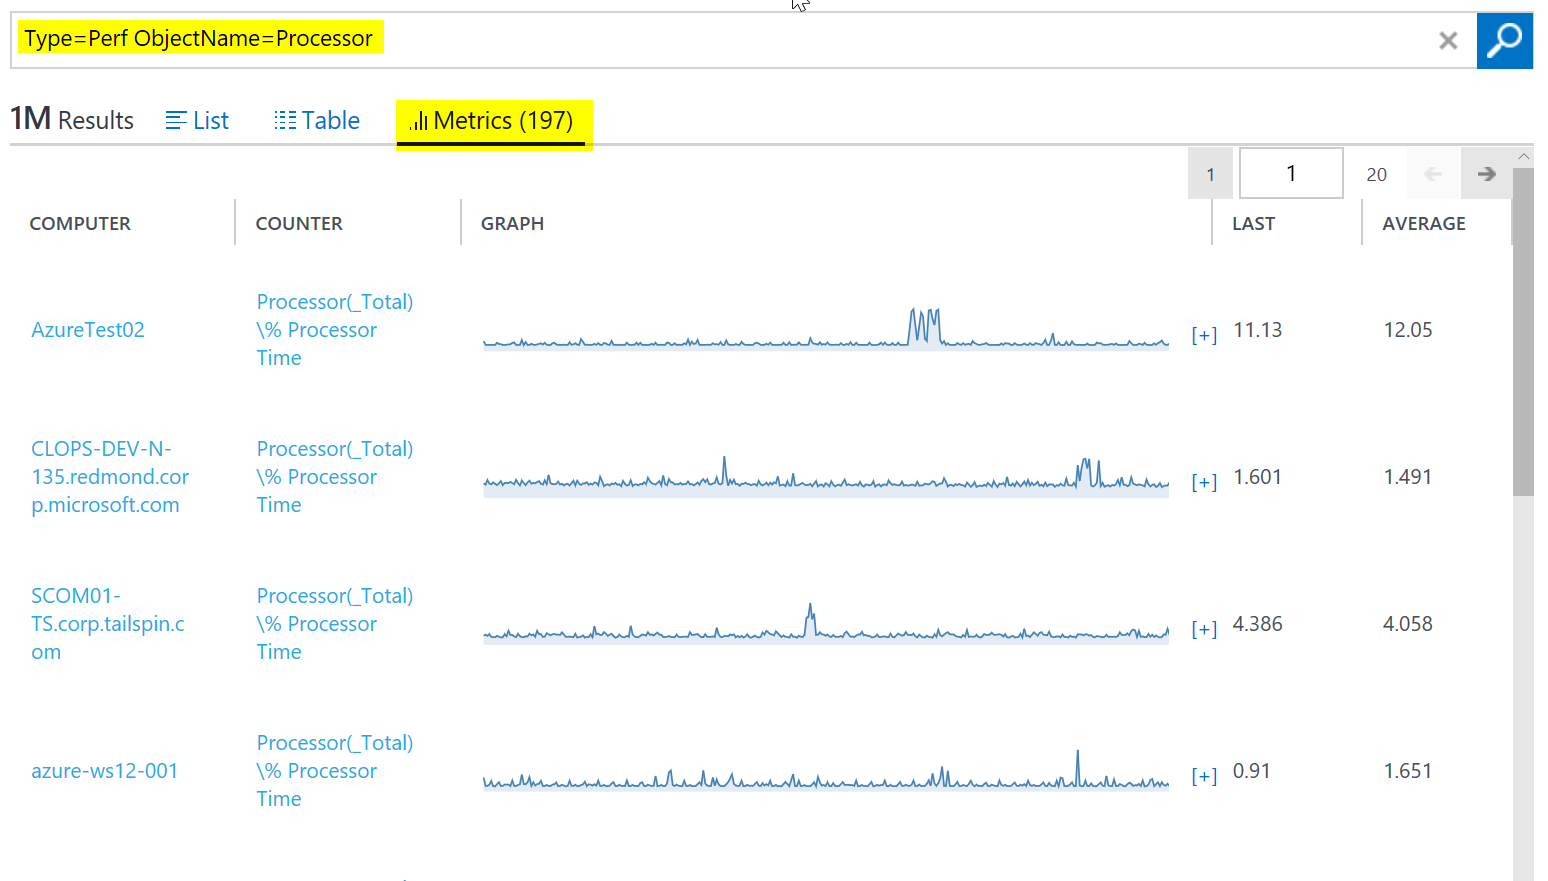 Type=Perf ObjectName=Processor
1M Results List Table Metrics (197)
1 1 20
COMPUTER COUNTER GRAPH LAST AVERAGE
AzureTest02
Processor(_Total)
\% Processor
Time
[+] 11.13 12.05
CLOPS-DEV-N-
135.redmond.cor
p.microsoft.com
Processor(_Total)
\% Processor
Time
[+] 1.601 1.491
SCOM01-
TS.corp.tailspin.c
om
Processor(_Total)
\% Processor
Time
[+] 4.386 4.058
azure-ws12-001
Processor(_Total)
\% Processor
Time
[+] 0.91 1.651